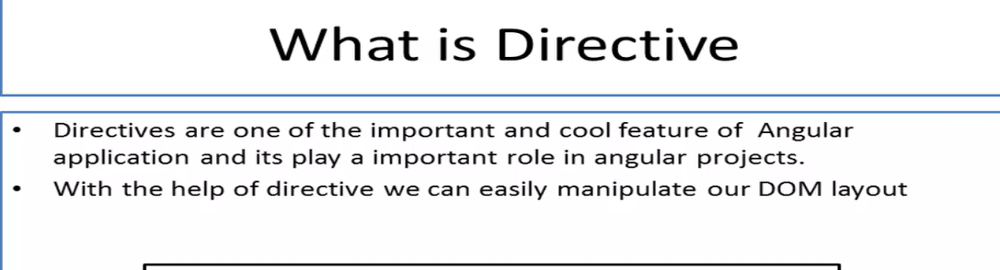 What is Directive
• Directives are one of the important and cool feature of Angular
application and its play a important role in angular projects.
• With the help of directive we can easily manipulate our DOM layout